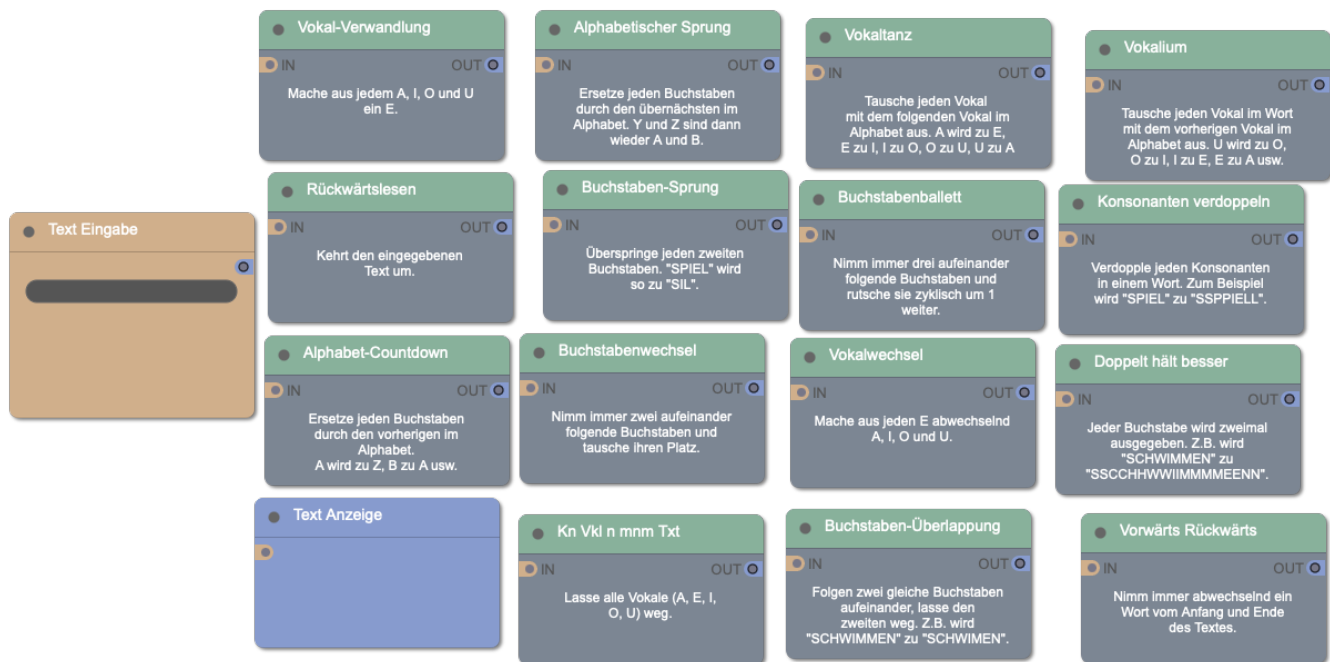 Vokal-Verwandlung
IN OUT
Mache aus jedem A, I, O und U
ein E.
Alphabetischer Sprung
IN OUT
Ersetze jeden Buchstaben
durch den übernächsten im
Alphabet. Y und Z sind dann
wieder A und B.
Vokaltanz
IN OUT
Tausche jeden Vokal
mit dem folgenden Vokal im
Alphabet aus. A wird zu E,
E zu I, I zu O, O zu U, U zu A
Vokalium
IN OUT
Tausche jeden Vokal im Wort
mit dem vorherigen Vokal im
Alphabet aus. U wird zu O,
O zu I, I zu E, E zu A usw.
Text Eingabe
Rückwärtslesen
IN OUT
Kehrt den eingegebenen
Text um.
Buchstaben-Sprung
IN OUT
Überspringe jeden zweiten
Buchstaben. "SPIEL" wird
so zu "SIL".
Buchstabenballett
IN OUT
Nimm immer drei aufeinander
folgende Buchstaben und
rutsche sie zyklisch um 1
weiter.
Konsonanten verdoppeln
IN OUT
Verdopple jeden Konsonanten
in einem Wort. Zum Beispiel
wird "SPIEL" zu "SSPPIELL".
Alphabet-Countdown
IN OUT
Ersetze jeden Buchstaben
durch den vorherigen im
Alphabet.
A wird zu Z, B zu A usw.
Buchstabenwechsel
IN OUT
Nimm immer zwei aufeinander
folgende Buchstaben und
tausche ihren Platz.
Vokalwechsel
IN OUT
Mache aus jeden E abwechselnd
A, I, O und U.
Doppelt hält besser
IN OUT
Jeder Buchstabe wird zweimal
ausgegeben. Z.B. wird
"SCHWIMMEN" zu
"SSCCHHWWIIMMMMEENN".
Text Anzeige
Kn Vkl n mnm Txt
IN OUT
Lasse alle Vokale (A, E, I,
O, U) weg.
Buchstaben-Überlappung
IN OUT
Folgen zwei gleiche Buchstaben
aufeinander, lasse den
zweiten weg. Z.B. wird
"SCHWIMMEN" zu "SCHWIMEN".
Vorwärts Rückwärts
IN OUT
Nimm immer abwechselnd ein
Wort vom Anfang und Ende
des Textes.